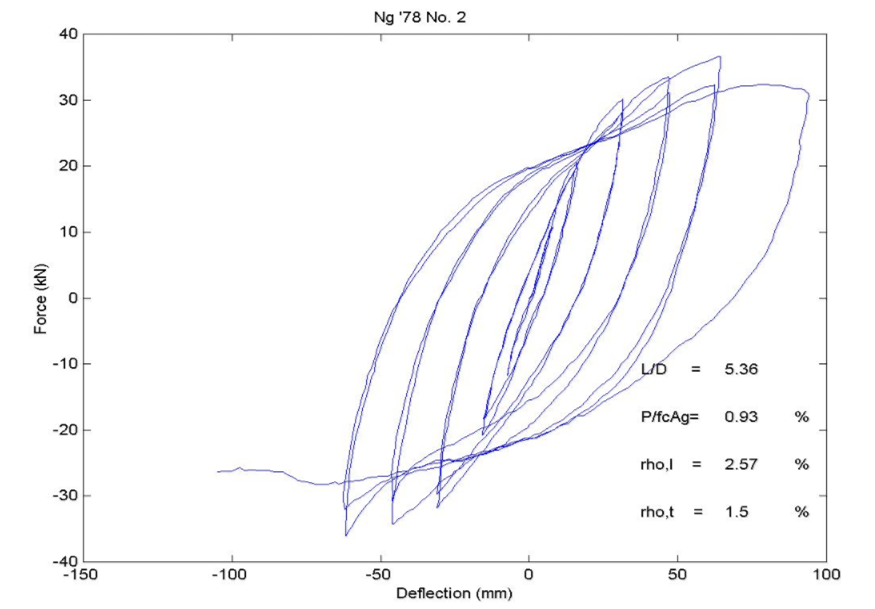 Ng '78 No. 2
40
30
20
10
0
-10
-20
-30
-40
Force (kN)
L/D = 5.36
P/fcAg= 0.93 %
rho,l = 2.57 %
rho,t = 1.5 %
-150 -100 -50 0 50 100
Deflection (mm)